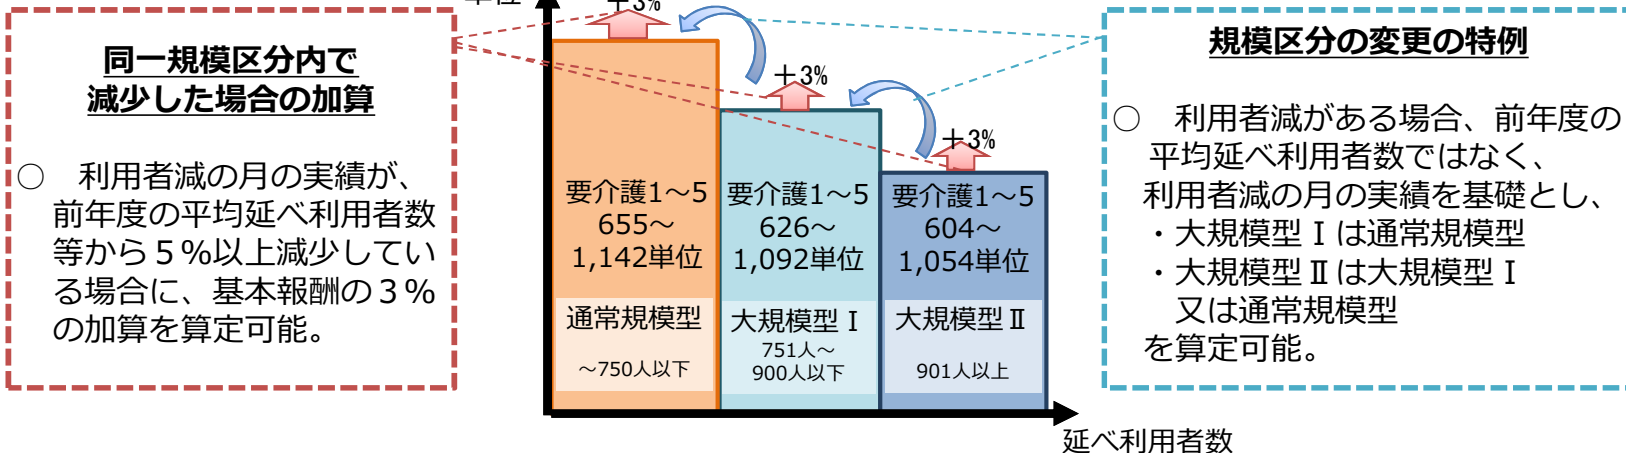 同一規模区分内で
減少した場合の加算
○ 利用者減の月の実績が、
前年度の平均延べ利用者数
等から５%以上減少してい
る場合に、基本報酬の３%
の加算を算定可能。
単位
+3%
+3%
+3%
要介護1～5
655～
1,142単位
通常規模型
～750人以下
要介護1～5
626～
1,092単位
大規模型Ⅰ
751人～
900人以下
要介護1～5
604～
1,054単位
大規模型Ⅱ
901人以上
延べ利用者数
規模区分の変更の特例
○ 利用者減がある場合、前年度の
平均延べ利用者数ではなく、
利用者減の月の実績を基礎とし、
・大規模型Ⅰは通常規模型
・大規模型Ⅱは大規模型Ⅰ
又は通常規模型
を算定可能。